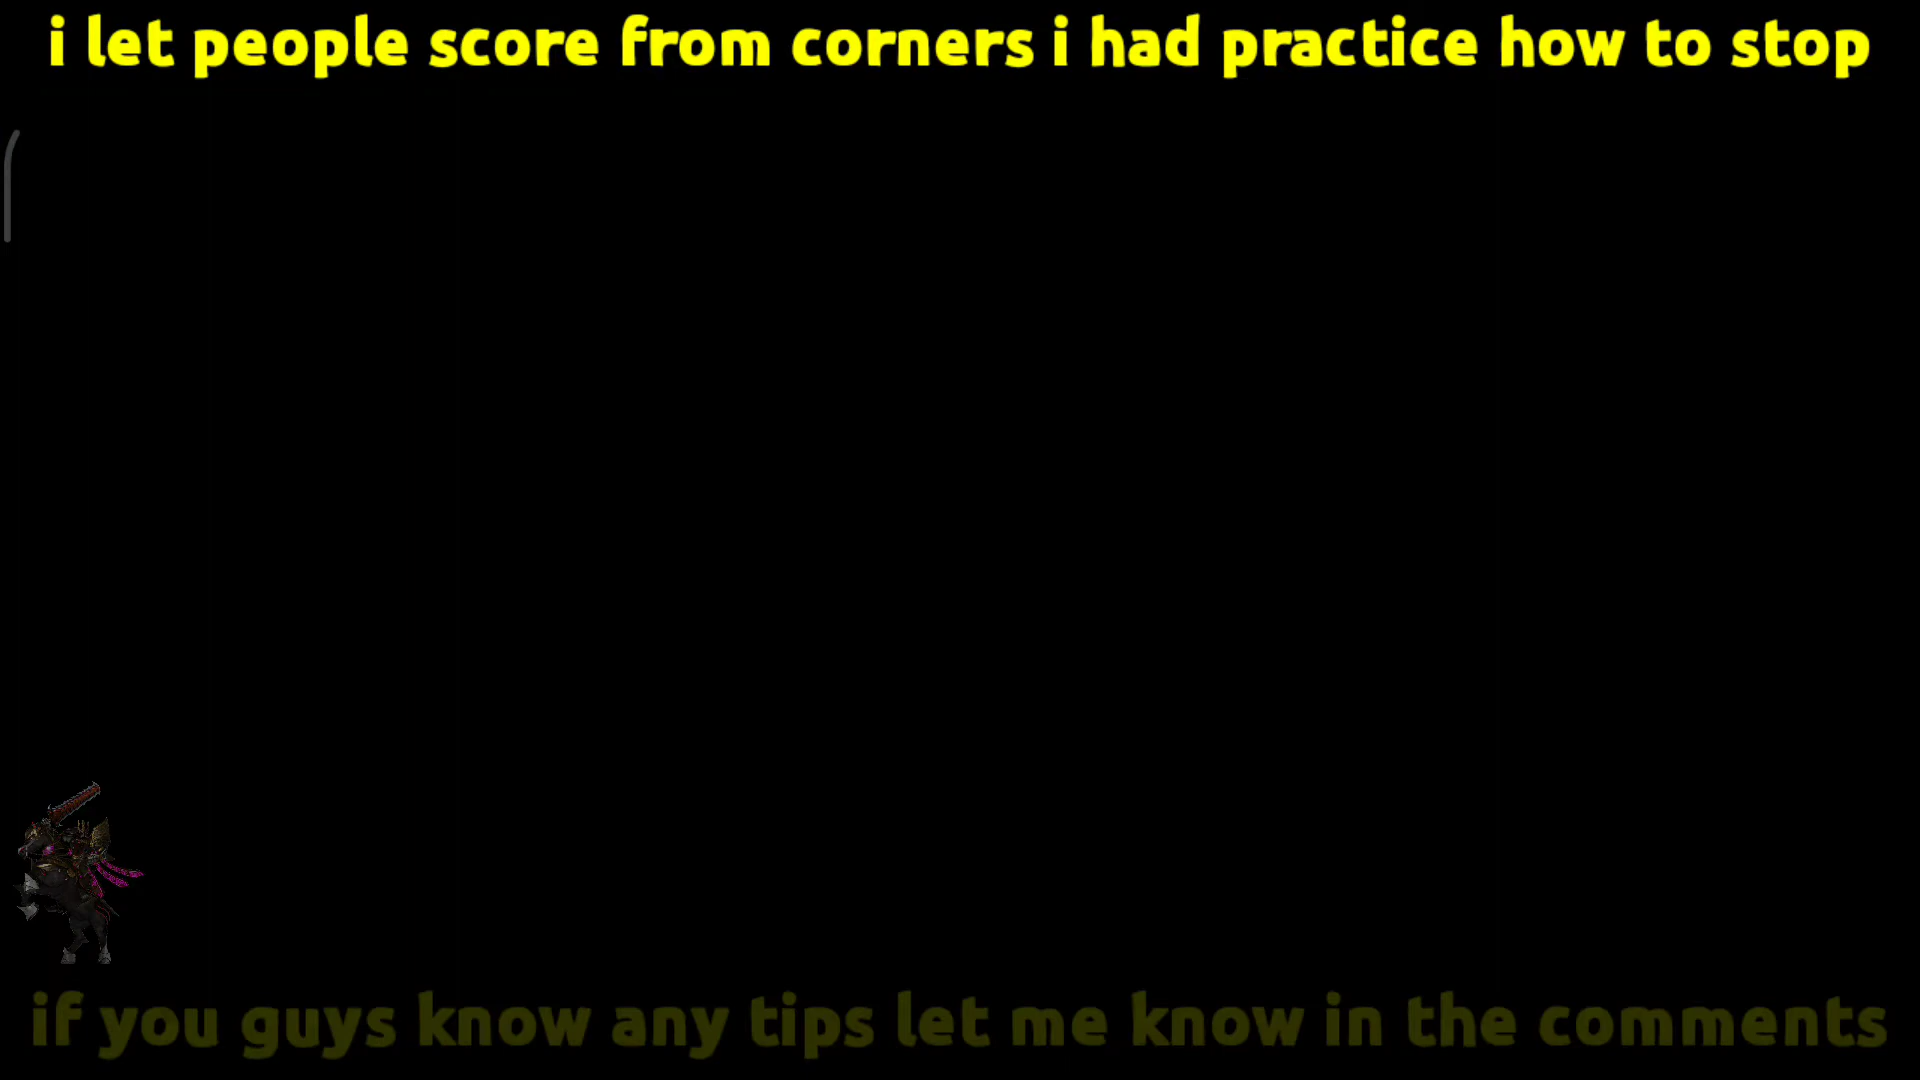 i let people score from corners i had practice how to stop
if you guys know any tips let me know in the comments